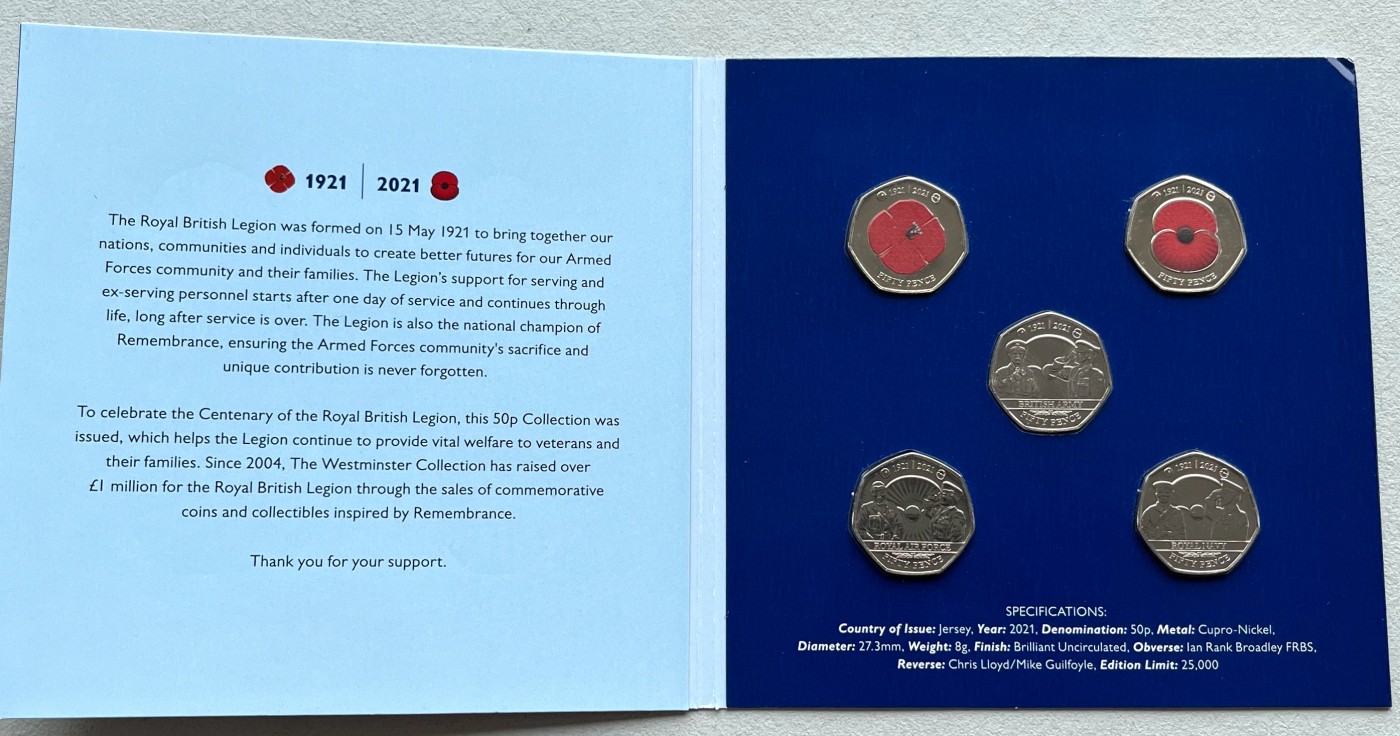 1921 | 2021
The Royal British Legion was formed on 15 May 1921 to bring together our
nations, communities and individuals to create better futures for our Armed
Forces community and their families. The Legion's support for serving and
ex-serving personnel starts after one day of service and continues through
life, long after service is over. The Legion is also the national champion of
Remembrance, ensuring the Armed Forces community's sacrifice and
unique contribution is never forgotten.
To celebrate the Centenary of the Royal British Legion, this 50p Collection was
issued, which helps the Legion continue to provide vital welfare to veterans and
their families. Since 2004, The Westminster Collection has raised over
£1 million for the Royal British Legion through the sales of commemorative
coins and collectibles inspired by Remembrance.
Thank you for your support.
1921 | 2021
FIFTY PENCE
1921 | 2021
FIFTY PENCE
1921 | 2021
BRITISH ARMY
FIFTY PENCE
1921 | 2021
ROYAL AIR FORCE
FIFTY PENCE
1921 | 2021
ROYAL NAVY
FIFTY PENCE
SPECIFICATIONS:
Country of Issue: Jersey, Year: 2021, Denomination: 50p, Metal: Cupro-Nickel,
Diameter: 27.3mm, Weight: 8g, Finish: Brilliant Uncirculated, Obverse: Ian Rank Broadley FRBS,
Reverse: Chris Lloyd/Mike Guilfoyle, Edition Limit: 25,000